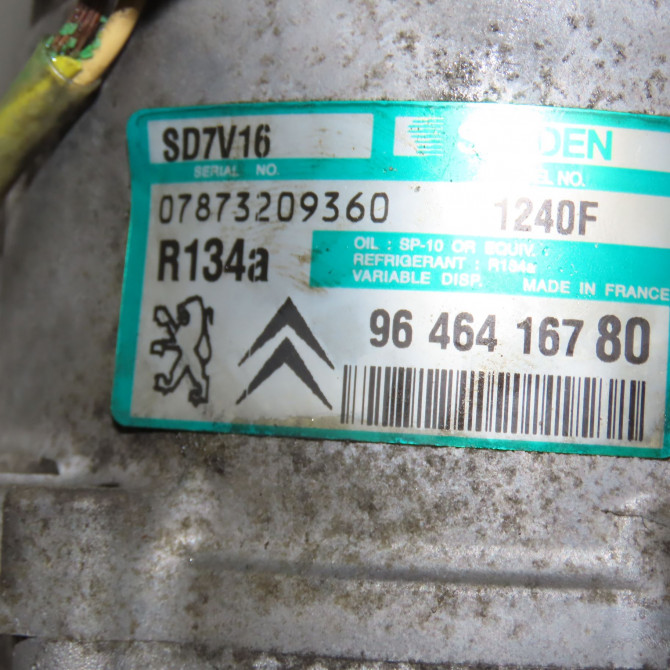 SD7V16
SERIAL NO.
07873209360
1240F
R134a
OIL : SP-10 OR EQUIV.
REFRIGERANT : R134a
VARIABLE DISP. MADE IN FRANCE
96 464 167 80